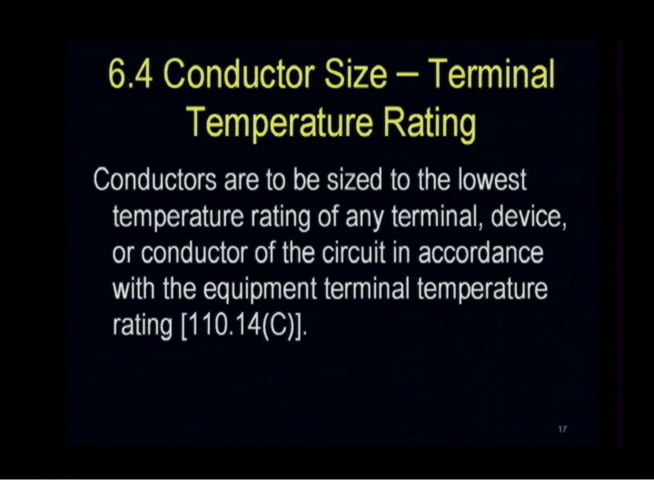 6.4 Conductor Size – Terminal
Temperature Rating
Conductors are to be sized to the lowest
temperature rating of any terminal, device,
or conductor of the circuit in accordance
with the equipment terminal temperature
rating [110.14(C)].
17